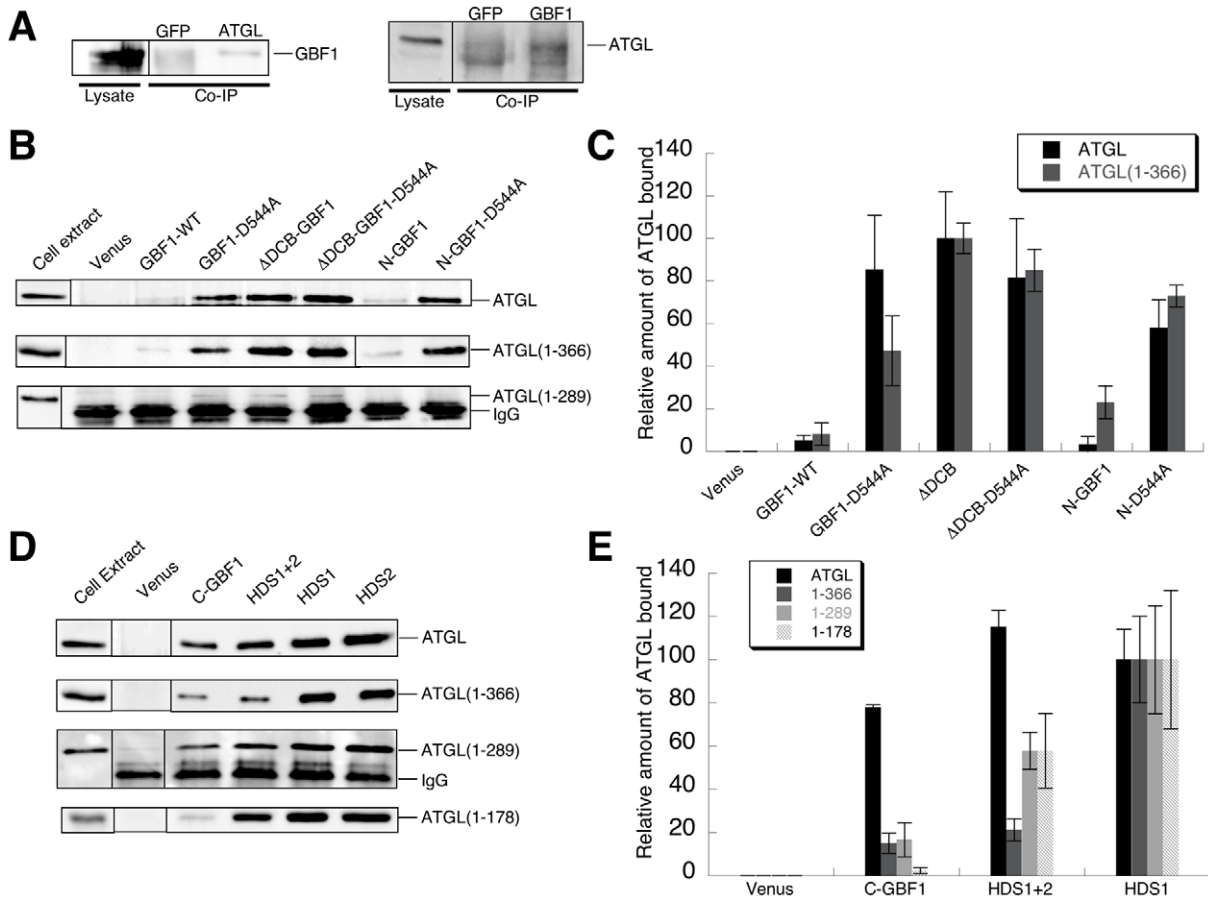 A
GFP ATGL
GBF1
Lysate Co-IP
GFP GBF1
ATGL
Lysate Co-IP
B
Cell extract
Venus
GBF1-WT
GBF1-D544A
ΔDCB-GBF1
ΔDCB-GBF1-D544A
N-GBF1
N-GBF1-D544A
ATGL
ATGL(1-366)
ATGL(1-289)
IgG
C
Relative amount of ATGL bound
140
120
100
80
60
40
20
0
ATGL
ATGL(1-366)
Venus
GBF1-WT
GBF1-D544A
ΔDCB
ΔDCB-D544A
N-GBF1
N-D544A
D
Cell Extract
Venus
C-GBF1
HDS1+2
HDS1
HDS2
ATGL
ATGL(1-366)
ATGL(1-289)
IgG
ATGL(1-178)
E
Relative amount of ATGL bound
140
120
100
80
60
40
20
0
ATGL
1-366
1-289
1-178
Venus C-GBF1 HDS1+2 HDS1